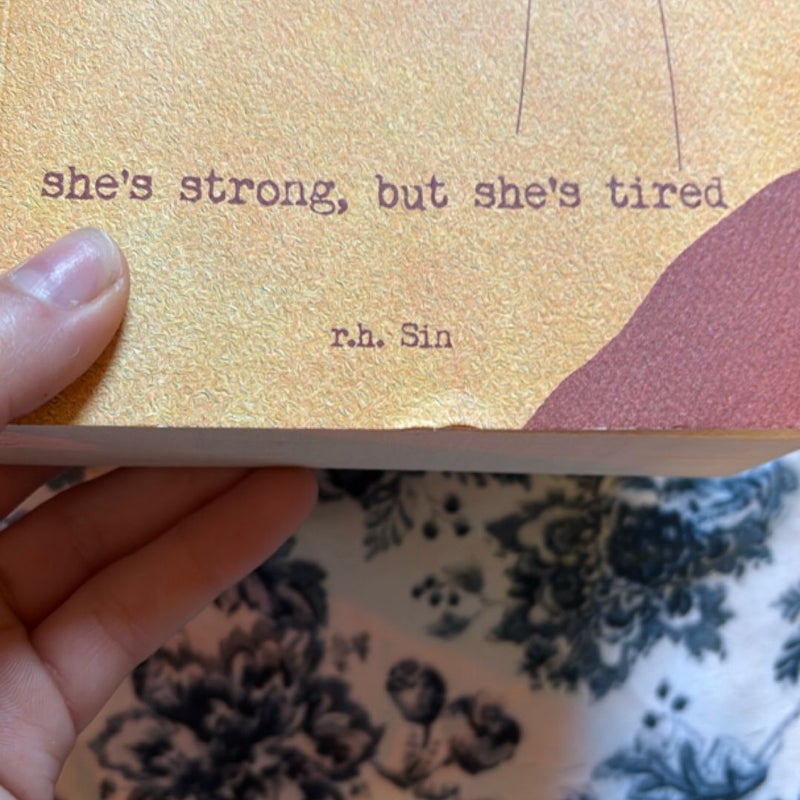 she's strong, but she's tired
r.h. Sin